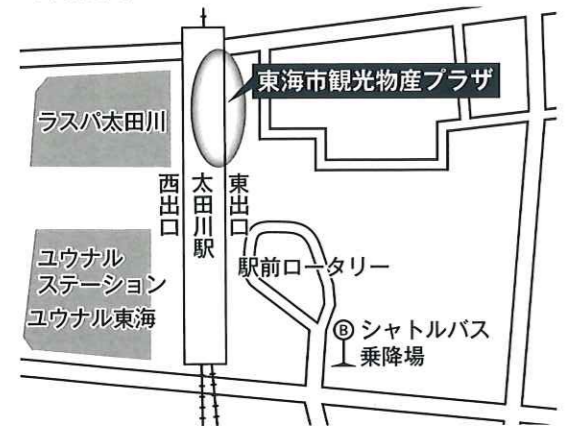 東海市観光物産プラザ
ラスパ太田川
西出口
太田川駅
東出口
ユウナル
ステーション
ユウナル東海
駅前ロータリー
B シャトルバス
乗降場